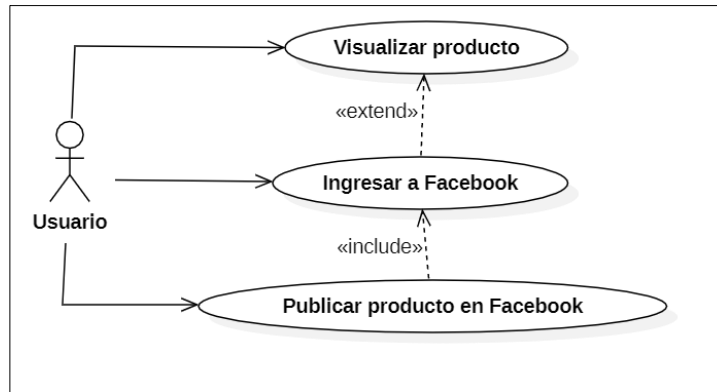 Visualizar producto
«extend»
Ingresar a Facebook
Usuario
«include»
Publicar producto en Facebook